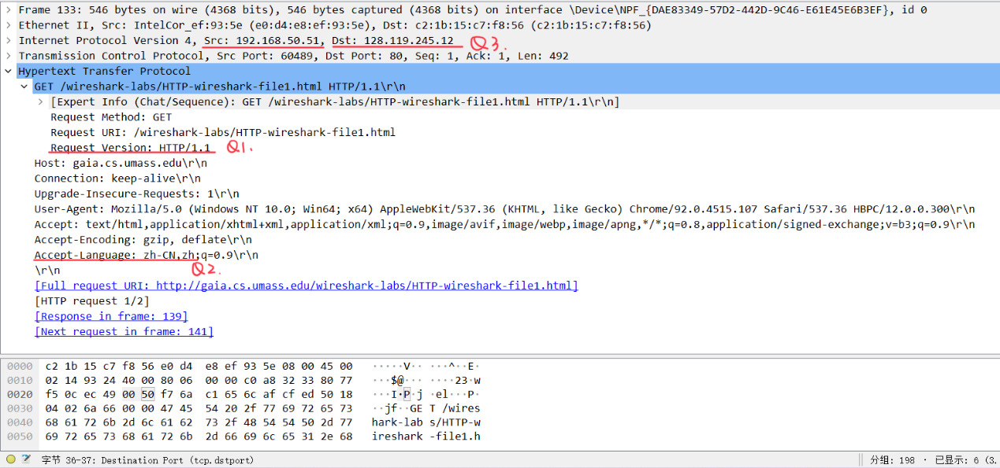 Frame 133: 546 bytes on wire (4368 bits), 546 bytes captured (4368 bits) on interface \Device\NPF_{DAE83349-57D2-442D-9C46-E61E45E6B3EF}, id 0
Ethernet II, Src: IntelCor_ef:93:5e (e0:d4:e8:ef:93:5e), Dst: c2:1b:15:c7:f8:56 (c2:1b:15:c7:f8:56)
Internet Protocol Version 4, Src: 192.168.50.51, Dst: 128.119.245.12 Q3.
Transmission Control Protocol, Src Port: 60489, Dst Port: 80, Seq: 1, Ack: 1, Len: 492
Hypertext Transfer Protocol
GET /wireshark-labs/HTTP-wireshark-file1.html HTTP/1.1\r\n
[Expert Info (Chat/Sequence): GET /wireshark-labs/HTTP-wireshark-file1.html HTTP/1.1\r\n]
Request Method: GET
Request URI: /wireshark-labs/HTTP-wireshark-file1.html
Request Version: HTTP/1.1 Q1.
Host: gaia.cs.umass.edu\r\n
Connection: keep-alive\r\n
Upgrade-Insecure-Requests: 1\r\n
User-Agent: Mozilla/5.0 (Windows NT 10.0; Win64; x64) AppleWebKit/537.36 (KHTML, like Gecko) Chrome/92.0.4515.107 Safari/537.36 HBPC/12.0.0.300\r\n
Accept: text/html,application/xhtml+xml,application/xml;q=0.9,image/avif,image/webp,image/apng,*/*;q=0.8,application/signed-exchange;v=b3;q=0.9\r\n
Accept-Encoding: gzip, deflate\r\n
Accept-Language: zh-CN,zh;q=0.9\r\n
\r\n Q2.
[Full request URI: http://gaia.cs.umass.edu/wireshark-labs/HTTP-wireshark-file1.html]
[HTTP request 1/2]
[Response in frame: 139]
[Next request in frame: 141]
0000 c2 1b 15 c7 f8 56 e0 d4 e8 ef 93 5e 08 00 45 00 ·····V·· ···^··E·
0010 02 14 93 24 40 00 80 06 00 00 c0 a8 32 33 80 77 ···$@··· ····23·w
0020 f5 0c ec 49 00 50 f7 6a c1 65 6c af cf ed 50 18 ···I·P·j ·el···P·
0030 04 02 6a 66 00 00 47 45 54 20 2f 77 69 72 65 73 ··jf··GE T /wires
0040 68 61 72 6b 2d 6c 61 62 73 2f 48 54 54 50 2d 77 hark-lab s/HTTP-w
0050 69 72 65 73 68 61 72 6b 2d 66 69 6c 65 31 2e 68 ireshark -file1.h
字节 36-37: Destination Port (tcp.dstport) 分组: 198 · 已显示: 6 (3.